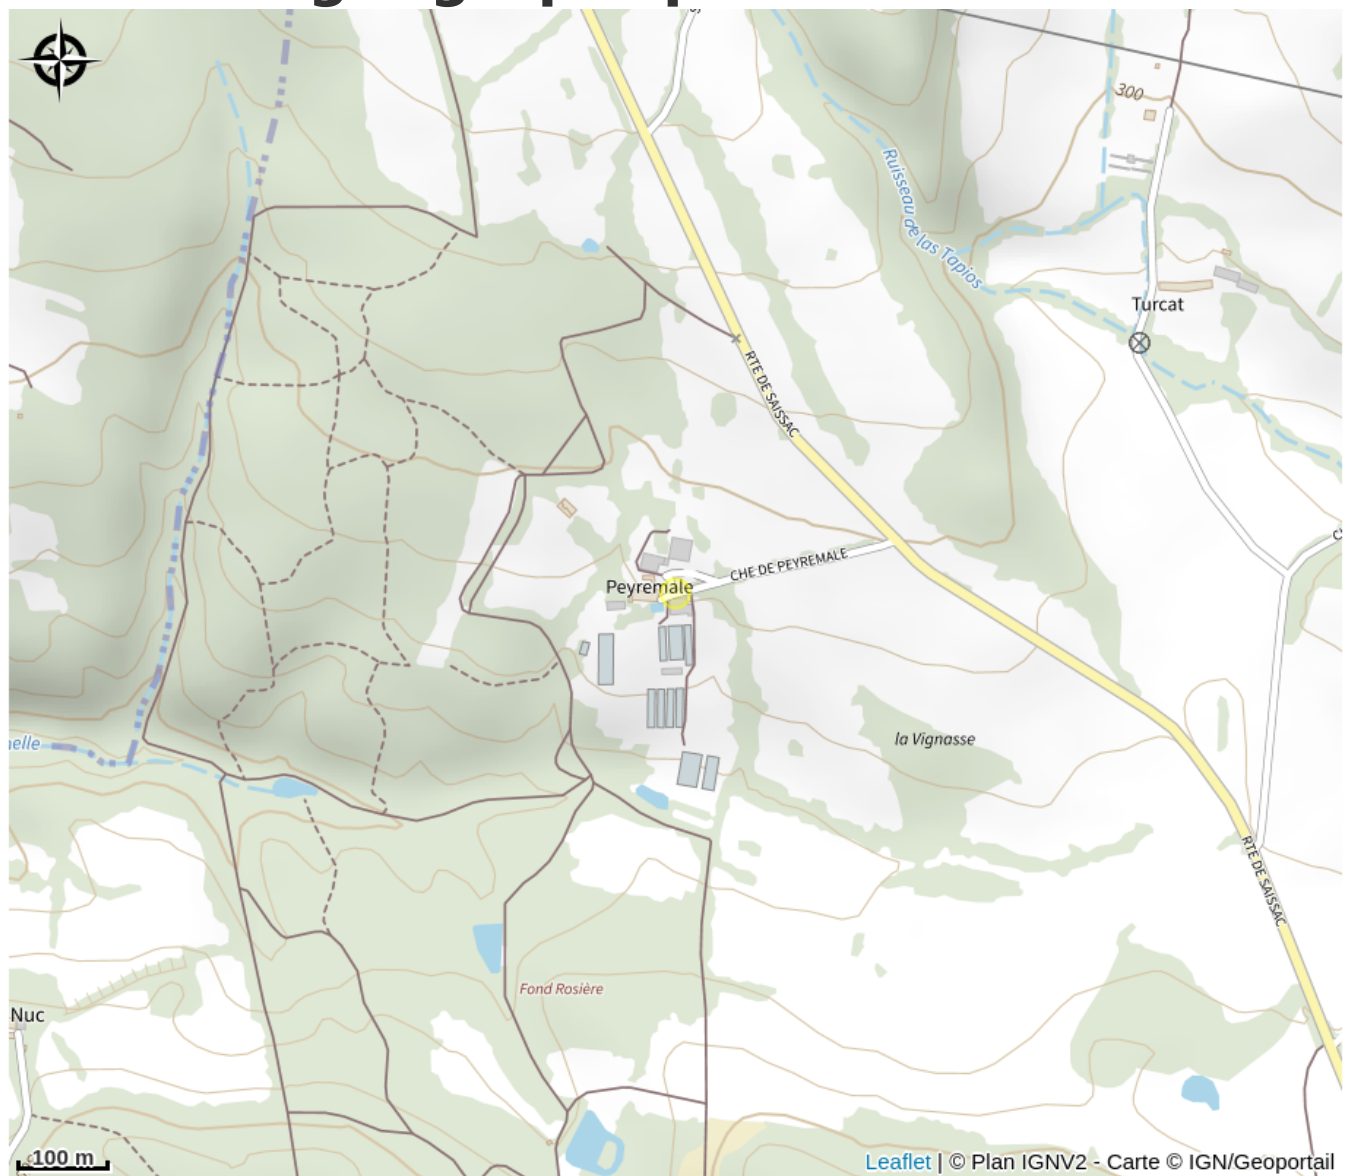 300
Ruisseau de las Tapios
Turcat
RTE DE SAISSAC
CHE DE PEYREMALE
Peyremale
la Vignasse
nelle
RTE DE SAISSAC
Fond Rosière
Nuc
100 m
Leaflet | © Plan IGNV2 - Carte © IGN/Geoportail